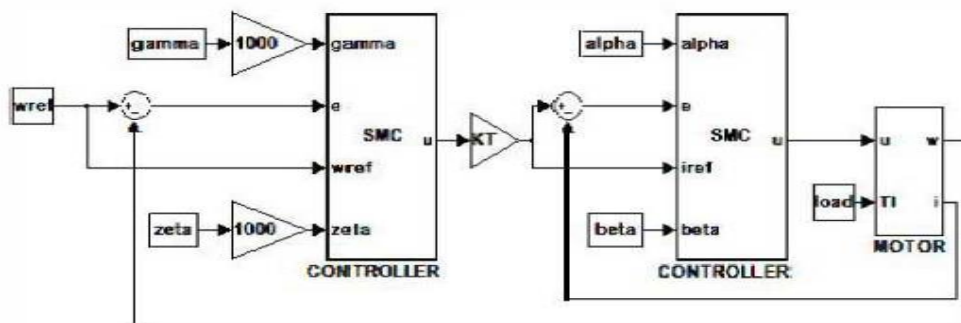 gamma
1000
gamma
wref
e
SMC
u
wref
zeta
1000
zeta
CONTROLLER
KT
alpha
alpha
e
SMC
u
iref
beta
beta
CONTROLLER
u
w
load
Tl
i
MOTOR